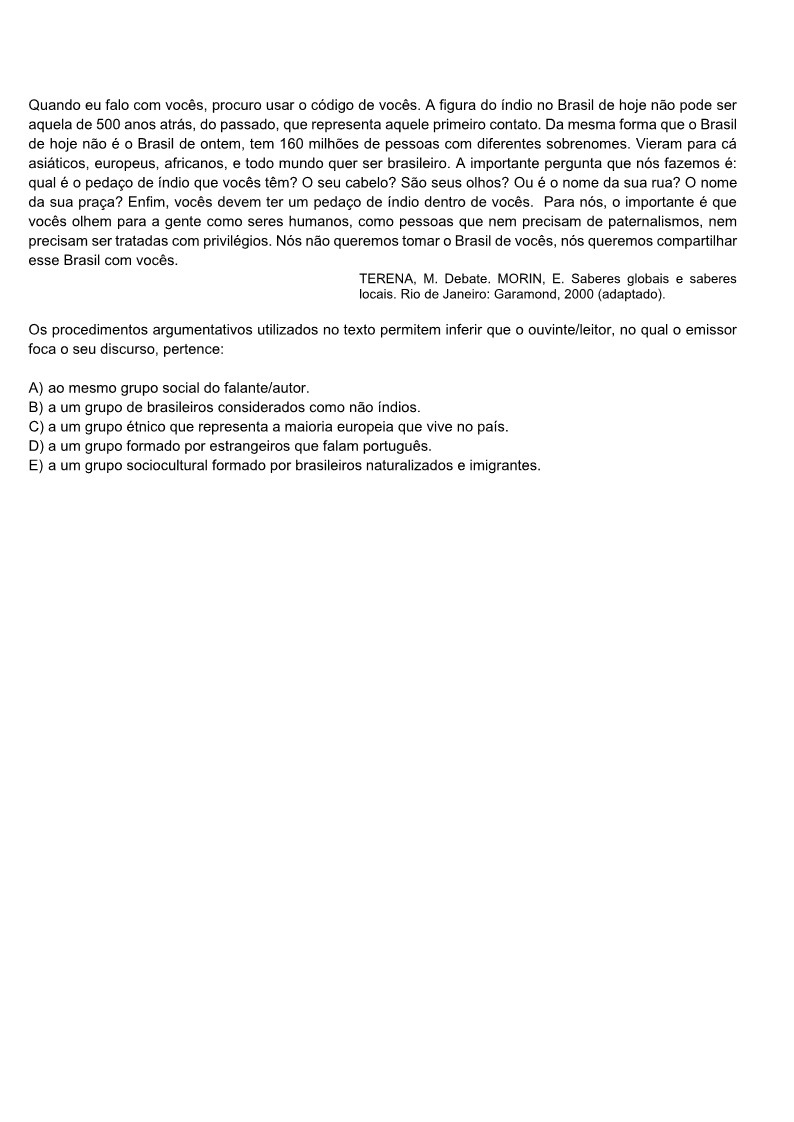 Quando eu falo com vocês, procuro usar o código de vocês. A figura do índio no Brasil de hoje não pode ser
aquela de 500 anos atrás, do passado, que representa aquele primeiro contato. Da mesma forma que o Brasil
de hoje não é o Brasil de ontem, tem 160 milhões de pessoas com diferentes sobrenomes. Vieram para cá
asiáticos, europeus, africanos, e todo mundo quer ser brasileiro. A importante pergunta que nós fazemos é:
qual é o pedaço de índio que vocês têm? O seu cabelo? São seus olhos? Ou é o nome da sua rua? O nome
da sua praça? Enfim, vocês devem ter um pedaço de índio dentro de vocês.  Para nós, o importante é que
vocês olhem para a gente como seres humanos, como pessoas que nem precisam de paternalismos, nem
precisam ser tratadas com privilégios. Nós não queremos tomar o Brasil de vocês, nós queremos compartilhar
esse Brasil com vocês.
TERENA, M. Debate. MORIN, E. Saberes globais e saberes
locais. Rio de Janeiro: Garamond, 2000 (adaptado).
Os procedimentos argumentativos utilizados no texto permitem inferir que o ouvinte/leitor, no qual o emissor
foca o seu discurso, pertence:
A) ao mesmo grupo social do falante/autor.
B) a um grupo de brasileiros considerados como não índios.
C) a um grupo étnico que representa a maioria europeia que vive no país.
D) a um grupo formado por estrangeiros que falam português.
E) a um grupo sociocultural formado por brasileiros naturalizados e imigrantes.